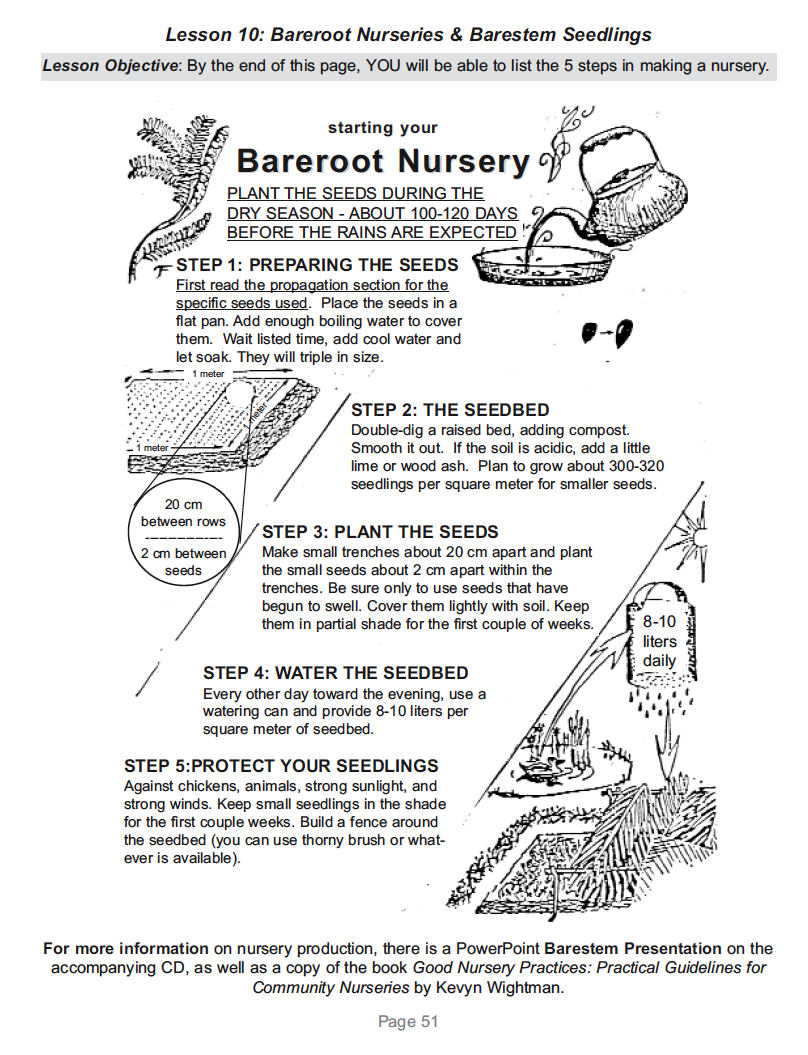 Lesson 10: Bareroot Nurseries & Barestem Seedlings
Lesson Objective: By the end of this page, YOU will be able to list the 5 steps in making a nursery.
starting your
Bareroot Nursery
PLANT THE SEEDS DURING THE
DRY SEASON - ABOUT 100-120 DAYS
BEFORE THE RAINS ARE EXPECTED
STEP 1: PREPARING THE SEEDS
First read the propagation section for the
specific seeds used. Place the seeds in a
flat pan. Add enough boiling water to cover
them. Wait listed time, add cool water and
let soak. They will triple in size.
1 meter
1 meter
1 meter
20 cm
between rows
--------------------
2 cm between
seeds
STEP 2: THE SEEDBED
Double-dig a raised bed, adding compost.
Smooth it out. If the soil is acidic, add a little
lime or wood ash. Plan to grow about 300-320
seedlings per square meter for smaller seeds.
STEP 3: PLANT THE SEEDS
Make small trenches about 20 cm apart and plant
the small seeds about 2 cm apart within the
trenches. Be sure only to use seeds that have
begun to swell. Cover them lightly with soil. Keep
them in partial shade for the first couple of weeks.
8-10
liters
daily
STEP 4: WATER THE SEEDBED
Every other day toward the evening, use a
watering can and provide 8-10 liters per
square meter of seedbed.
STEP 5:PROTECT YOUR SEEDLINGS
Against chickens, animals, strong sunlight, and
strong winds. Keep small seedlings in the shade
for the first couple weeks. Build a fence around
the seedbed (you can use thorny brush or what-
ever is available).
For more information on nursery production, there is a PowerPoint Barestem Presentation on the
accompanying CD, as well as a copy of the book Good Nursery Practices: Practical Guidelines for
Community Nurseries by Kevyn Wightman.
Page 51